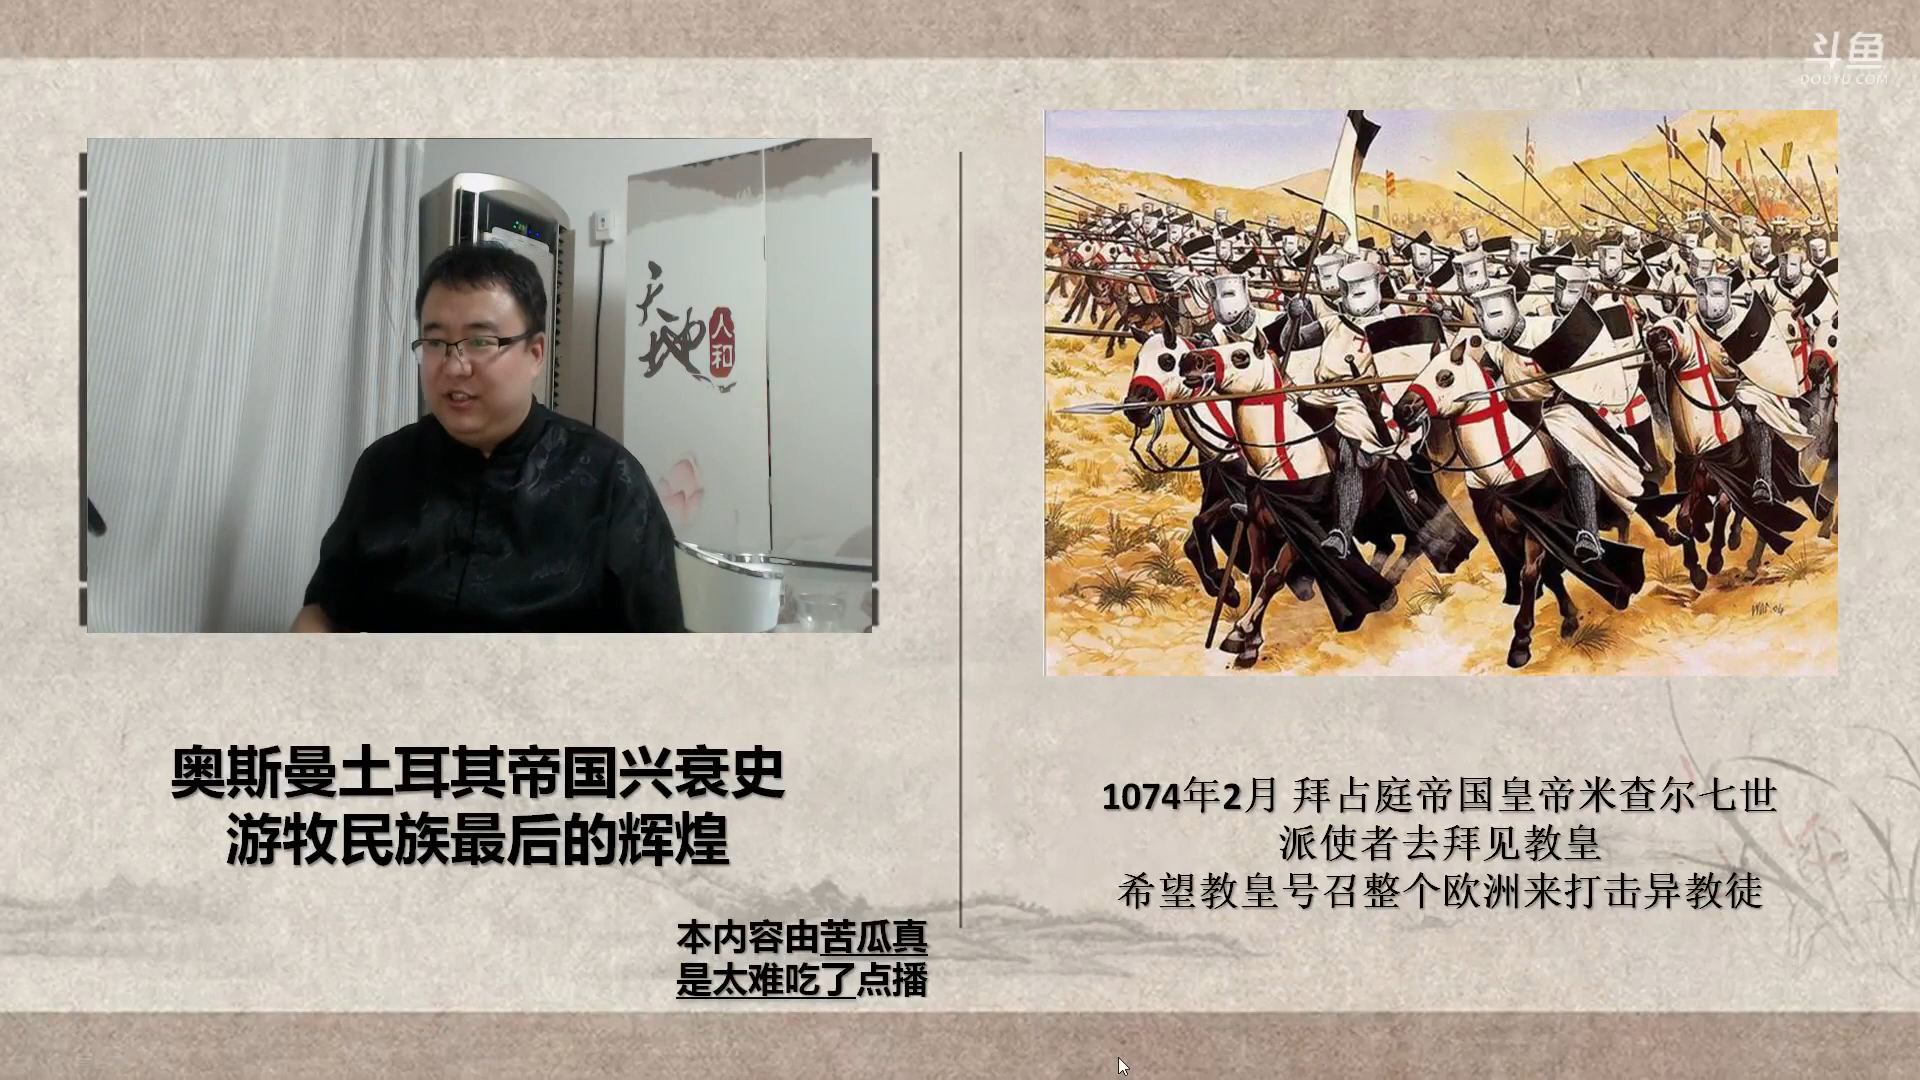 斗鱼
DOUYU.COM
天地
人和
奥斯曼土耳其帝国兴衰史
游牧民族最后的辉煌
本内容由苦瓜真
是太难吃了点播
1074年2月 拜占庭帝国皇帝米查尔七世
派使者去拜见教皇
希望教皇号召整个欧洲来打击异教徒